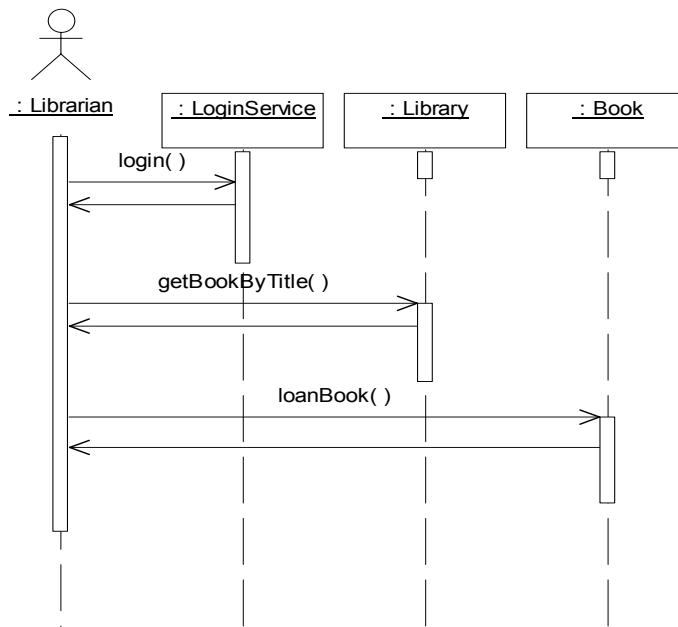 : Librarian
: LoginService
: Library
: Book
login( )
getBookByTitle( )
loanBook( )